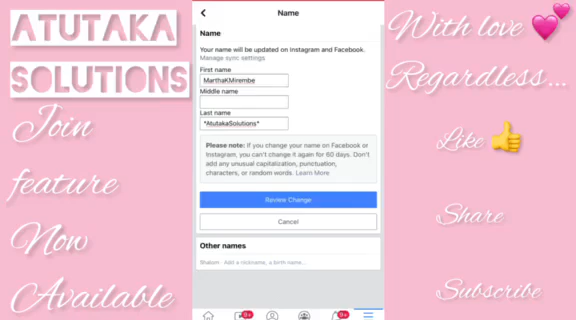 ATUTAKA
SOLUTIONS
Join
feature
Now
Available
Name
Name
Your name will be updated on Instagram and Facebook.
Manage sync settings
First name
MarthaKMirembe
Middle name
Last name
*AtutakaSolutions*
Please note: If you change your name on Facebook or
Instagram, you can't change it again for 60 days. Don't
add any unusual capitalization, punctuation,
characters, or random words. Learn More
Review Change
Cancel
Other names
Shalom · Add a nickname, a birth name...
9+
9+
With love
Regardless...
Like
Share
Subscribe